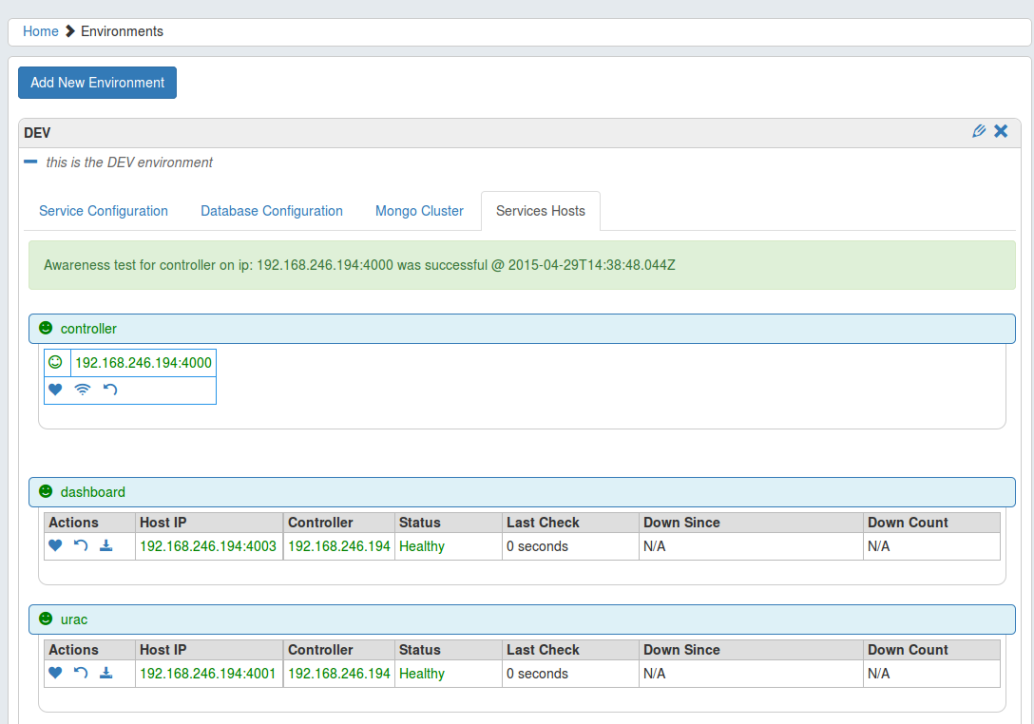 Home Environments
Add New Environment
DEV
this is the DEV environment
Service Configuration Database Configuration Mongo Cluster Services Hosts
Awareness test for controller on ip: 192.168.246.194:4000 was successful @ 2015-04-29T14:38:48.044Z
controller
192.168.246.194:4000
dashboard
Actions Host IP Controller Status Last Check Down Since Down Count
192.168.246.194:4003 192.168.246.194 Healthy 0 seconds N/A N/A
urac
Actions Host IP Controller Status Last Check Down Since Down Count
192.168.246.194:4001 192.168.246.194 Healthy 0 seconds N/A N/A